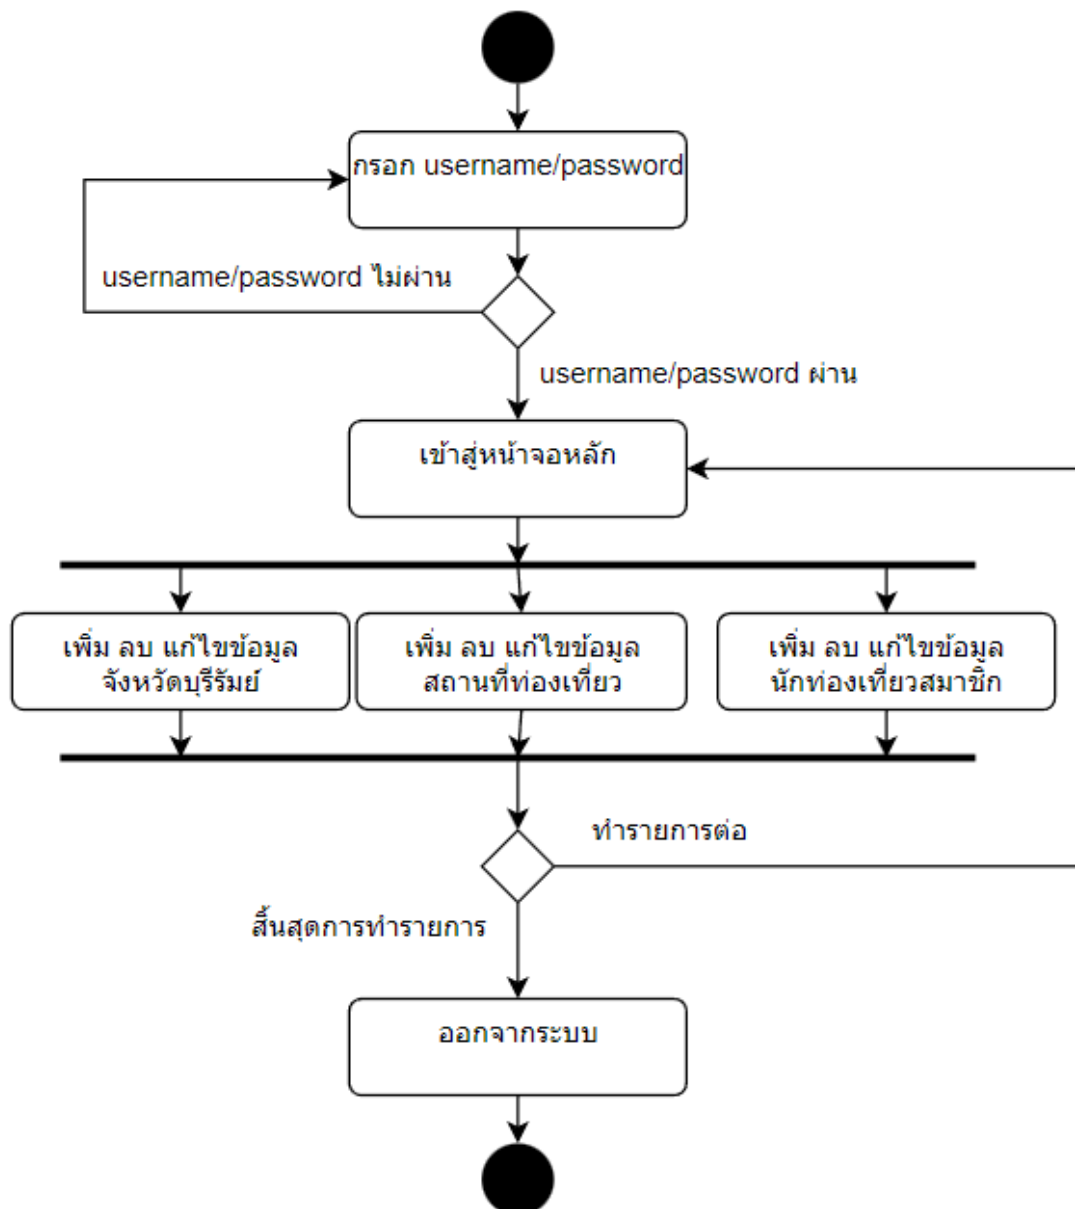 กรอก username/password
username/password ไม่ผ่าน
username/password ผ่าน
เข้าสู่หน้าจอหลัก
เพิ่ม ลบ แก้ไขข้อมูล
จังหวัดบุรีรัมย์
เพิ่ม ลบ แก้ไขข้อมูล
สถานที่ท่องเที่ยว
เพิ่ม ลบ แก้ไขข้อมูล
นักท่องเที่ยวสมาชิก
ทำรายการต่อ
สิ้นสุดการทำรายการ
ออกจากระบบ